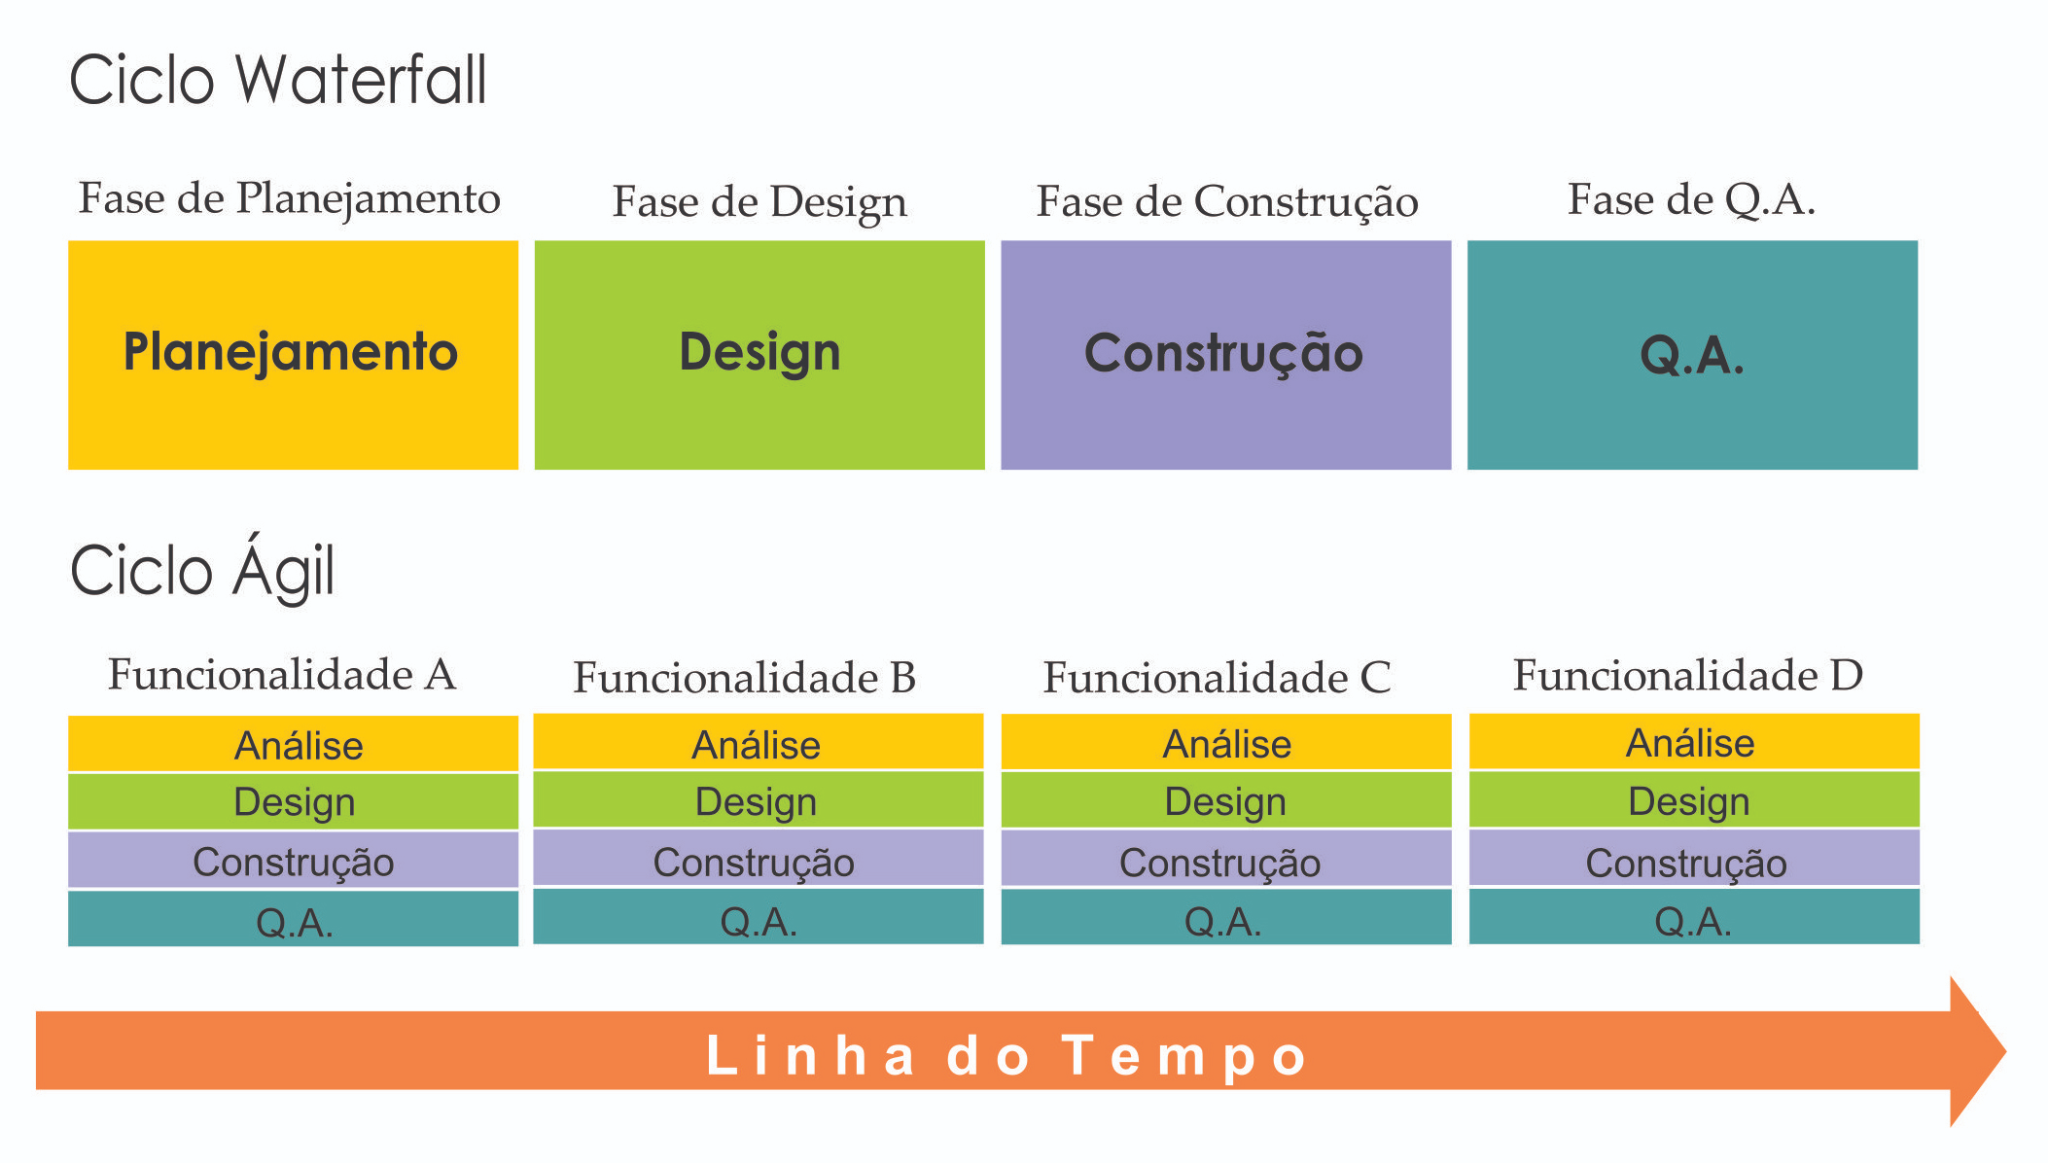 Ciclo Waterfall
Fase de Planejamento
Fase de Design
Fase de Construção
Fase de Q.A.
Planejamento
Design
Construção
Q.A.
Ciclo Ágil
Funcionalidade A
Funcionalidade B
Funcionalidade C
Funcionalidade D
Análise
Análise
Análise
Análise
Design
Design
Design
Design
Construção
Construção
Construção
Construção
Q.A.
Q.A.
Q.A.
Q.A.
Linha do Tempo